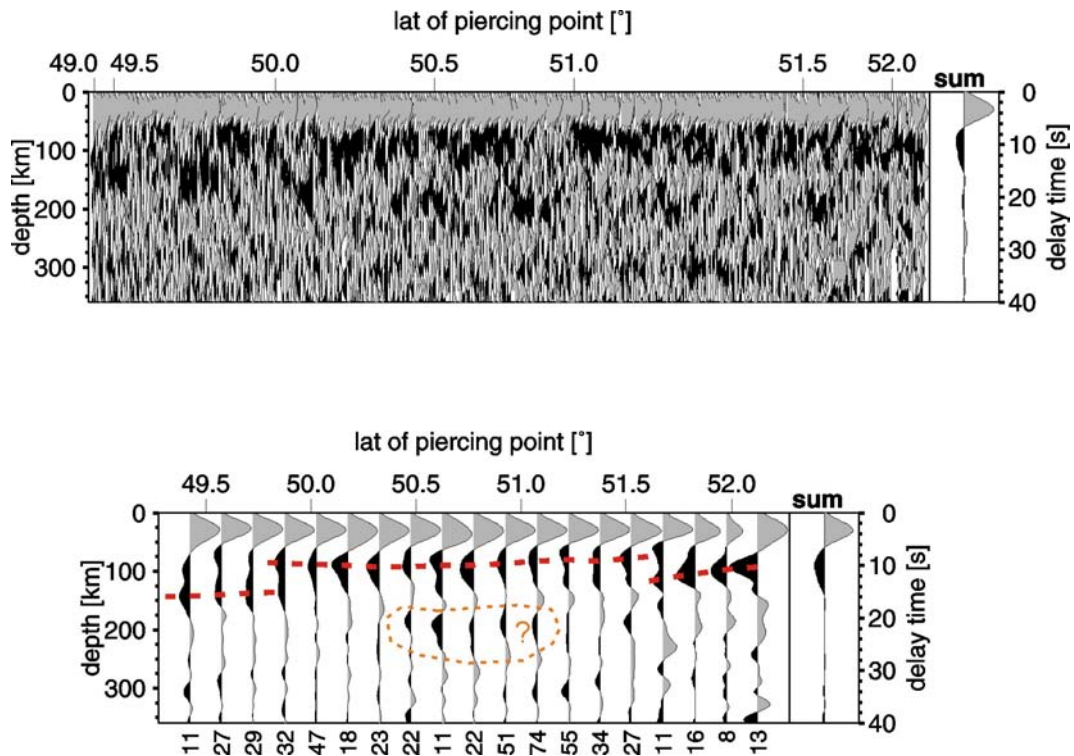 lat of piercing point [°]
49.0 49.5 50.0 50.5 51.0 51.5 52.0
sum
0 0
100 10
200 20
300 30
40
depth [km]
delay time [s]
lat of piercing point [°]
49.5 50.0 50.5 51.0 51.5 52.0
sum
0 0
100 10
200 20
300 30
40
depth [km]
delay time [s]
?
11 27 29 32 47 18 23 22 11 22 51 74 55 34 27 11 16 8 13